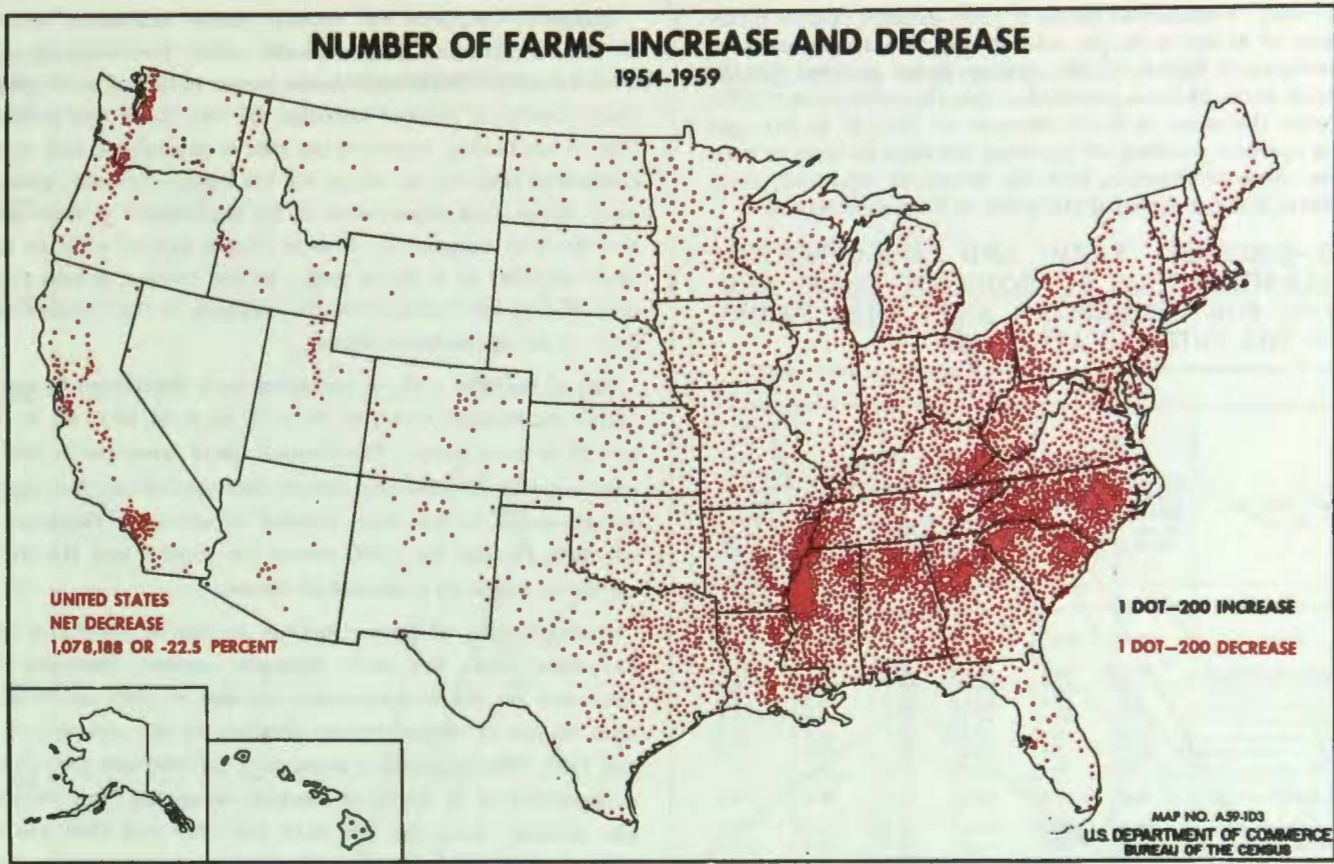 NUMBER OF FARMS—INCREASE AND DECREASE
1954-1959
UNITED STATES
NET DECREASE
1,078,188 OR -22.5 PERCENT
1 DOT—200 INCREASE
1 DOT—200 DECREASE
MAP NO. A59-1D3
U.S. DEPARTMENT OF COMMERCE
BUREAU OF THE CENSUS